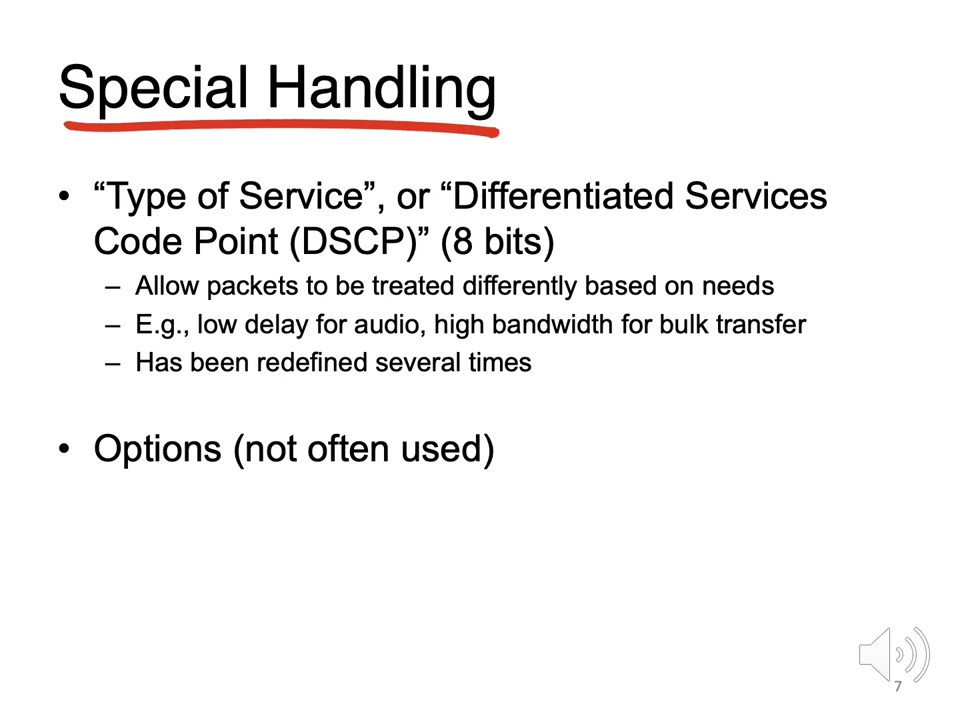 Special Handling
• “Type of Service”, or “Differentiated Services
Code Point (DSCP)” (8 bits)
– Allow packets to be treated differently based on needs
– E.g., low delay for audio, high bandwidth for bulk transfer
– Has been redefined several times
• Options (not often used)
7